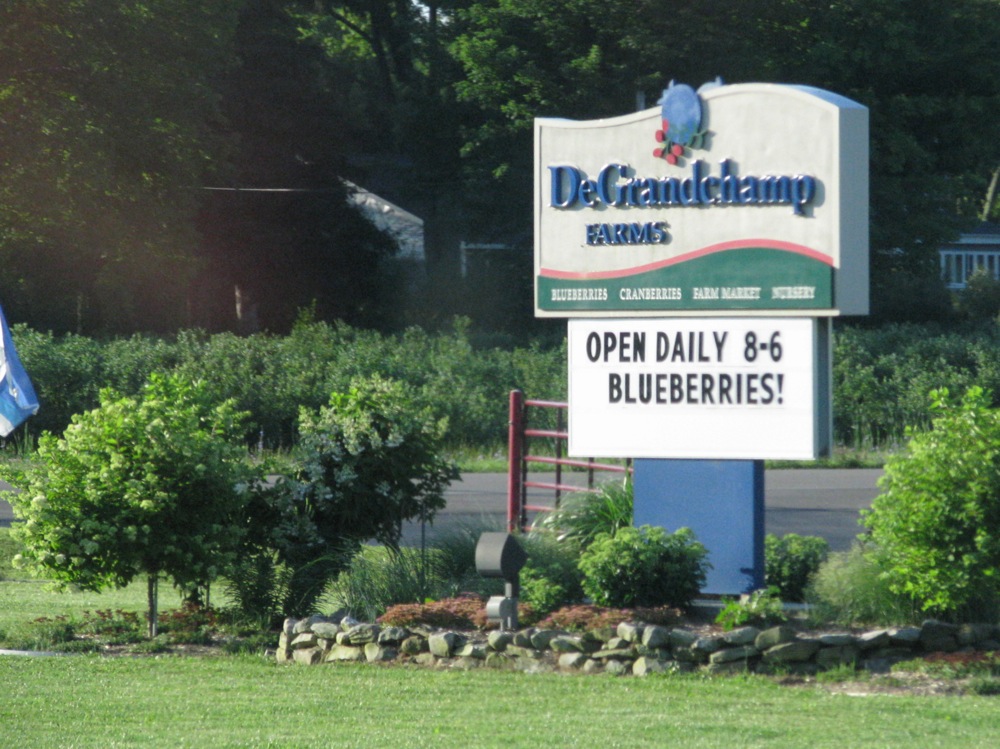 DeGrandchamp
FARMS
BLUEBERRIES CRANBERRIES FARM MARKET NURSERY
OPEN DAILY 8-6
BLUEBERRIES!